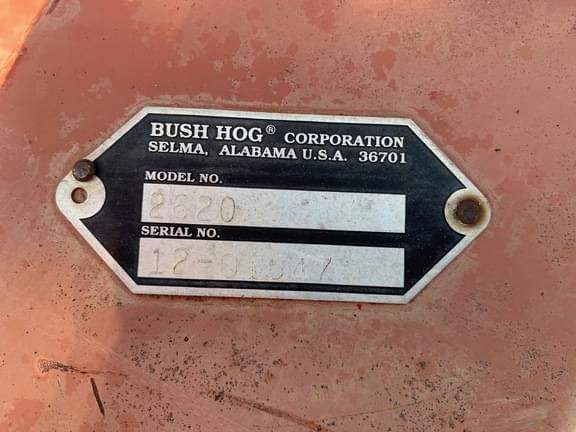 BUSH HOG® CORPORATION
SELMA, ALABAMA U.S.A. 36701
MODEL NO.
2620
SERIAL NO.